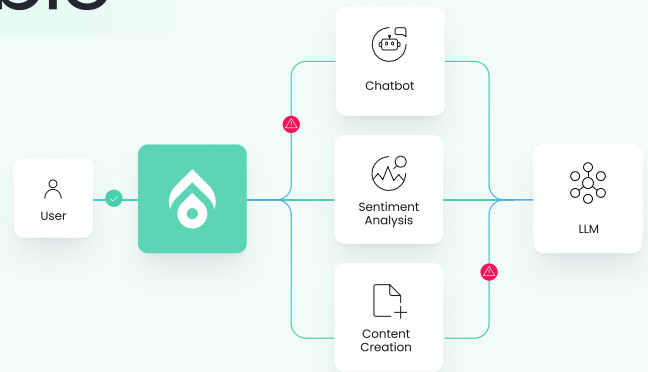 Chatbot
User
Sentiment
Analysis
LLM
Content
Creation